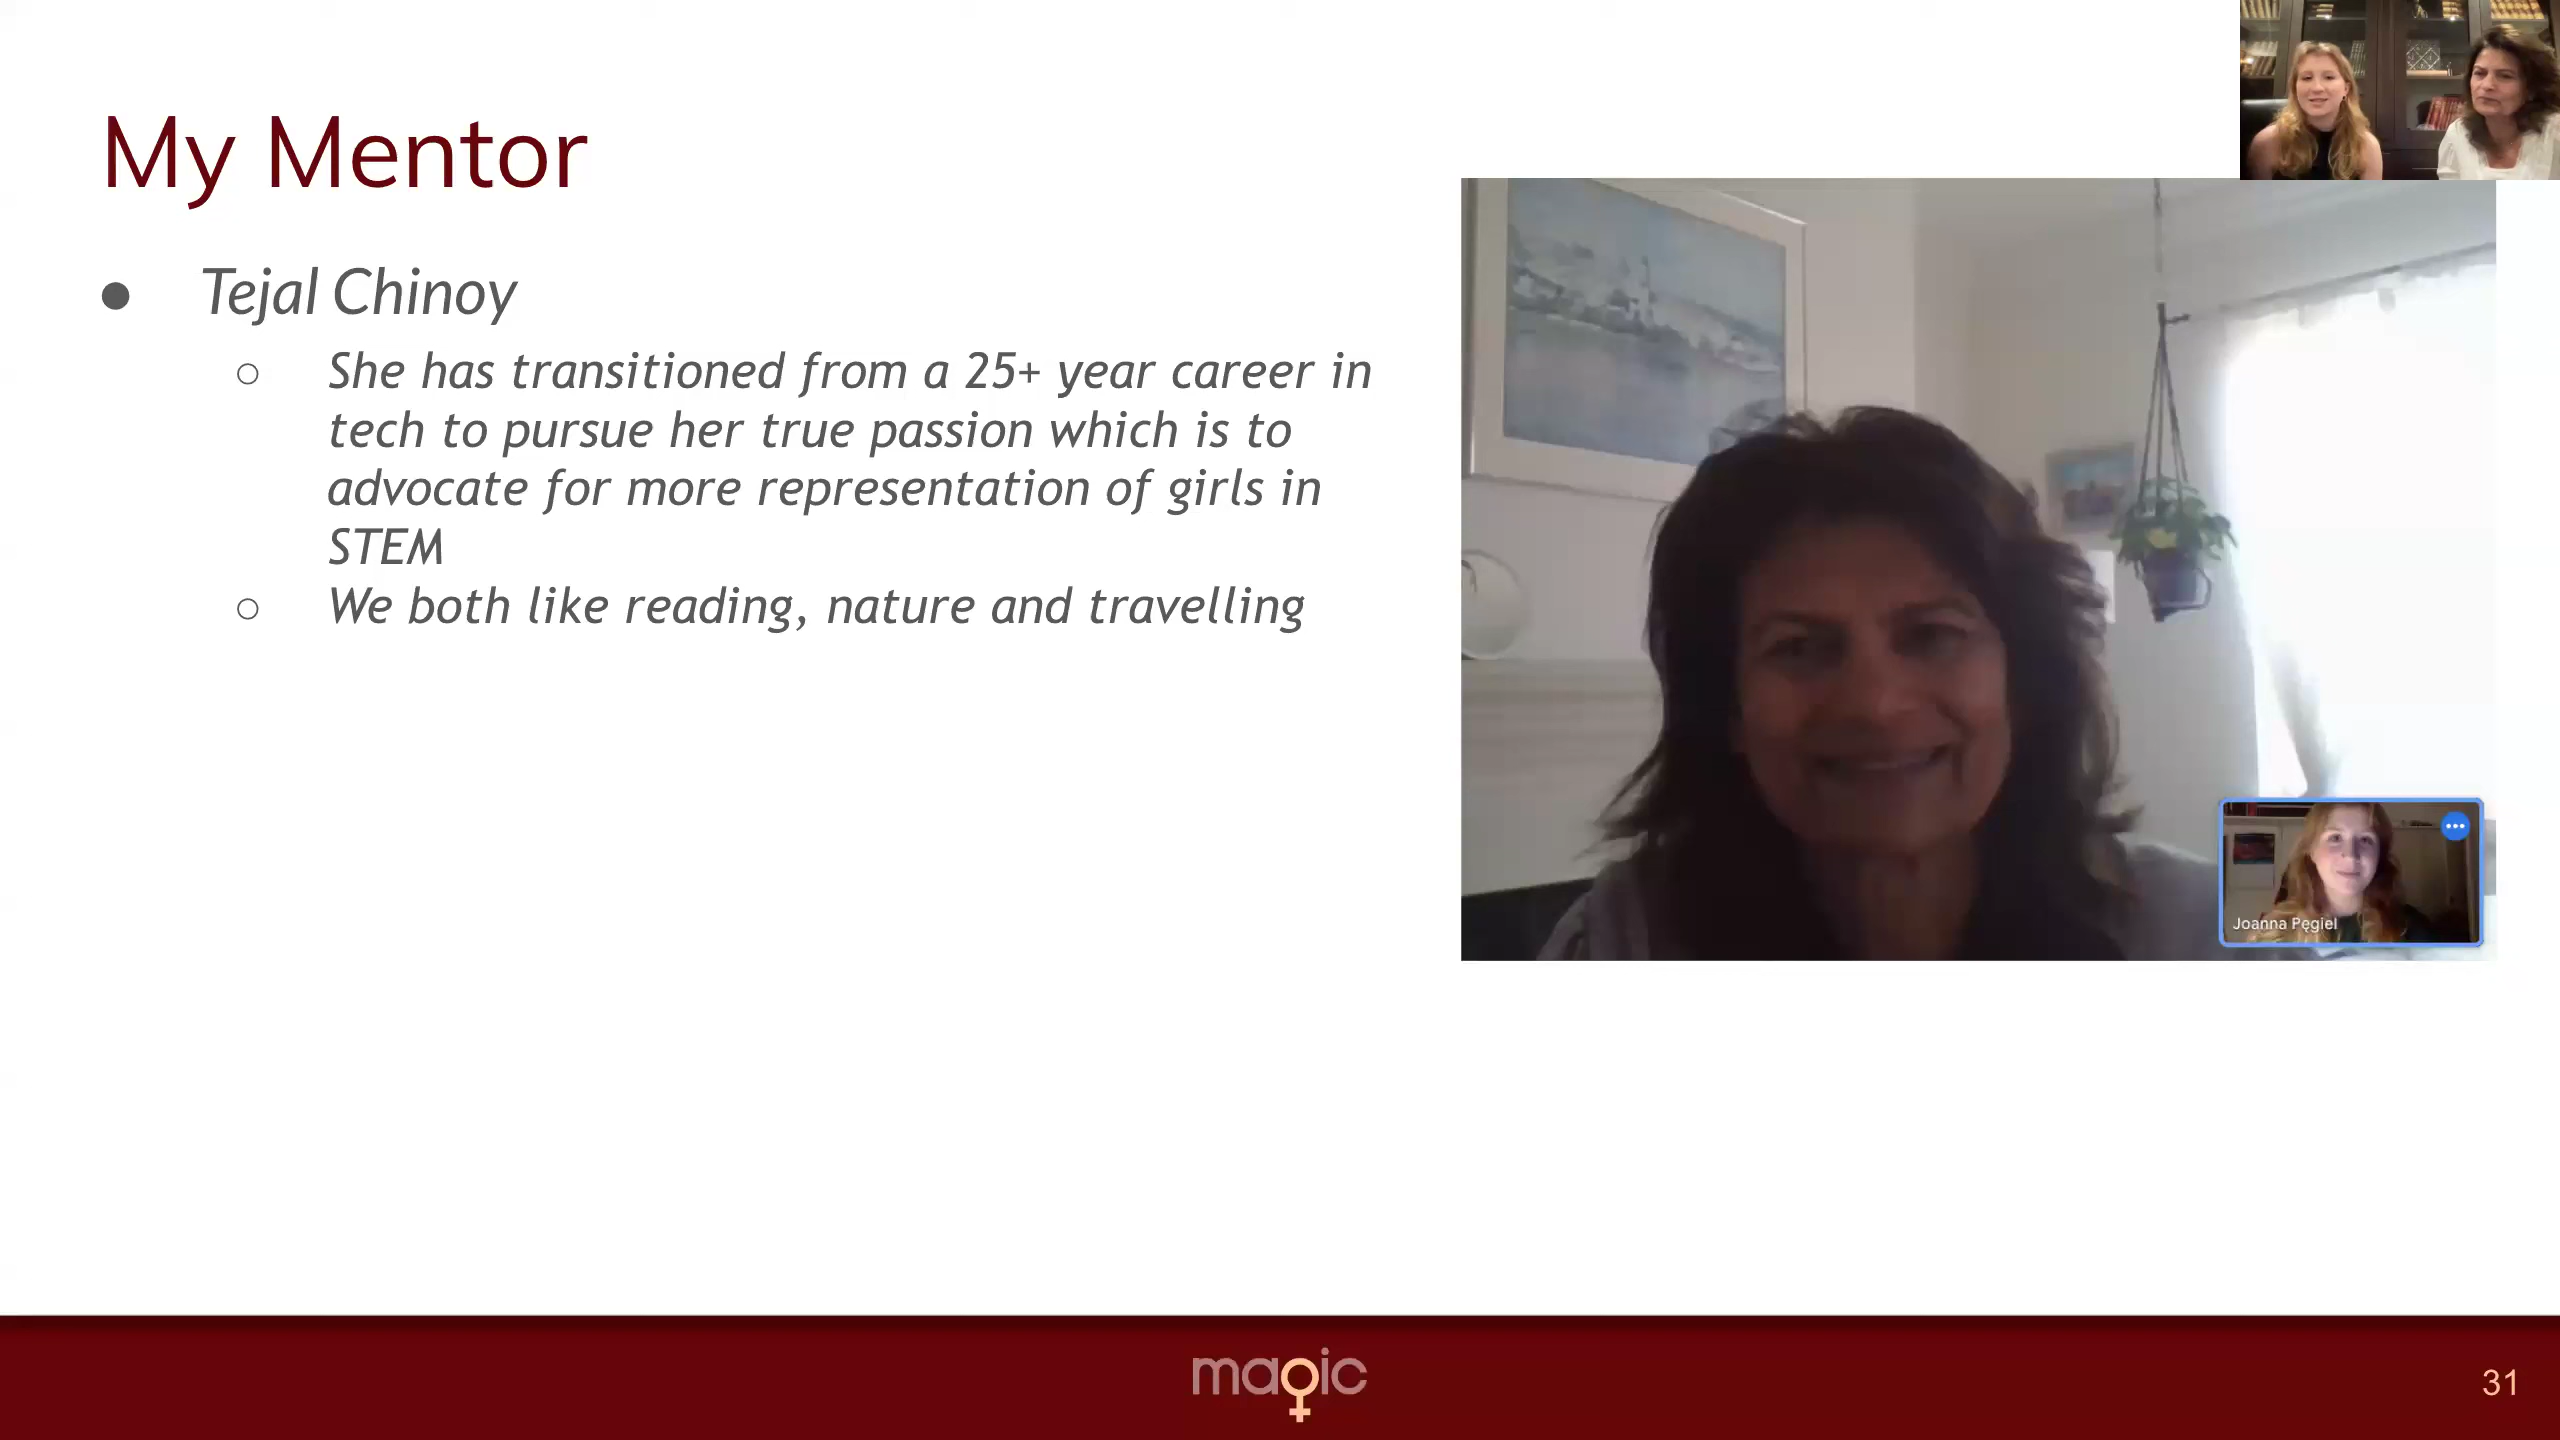 My Mentor
● Tejal Chinoy
○ She has transitioned from a 25+ year career in
tech to pursue her true passion which is to
advocate for more representation of girls in
STEM
○ We both like reading, nature and travelling
Joanna Pęgiel
magic
31